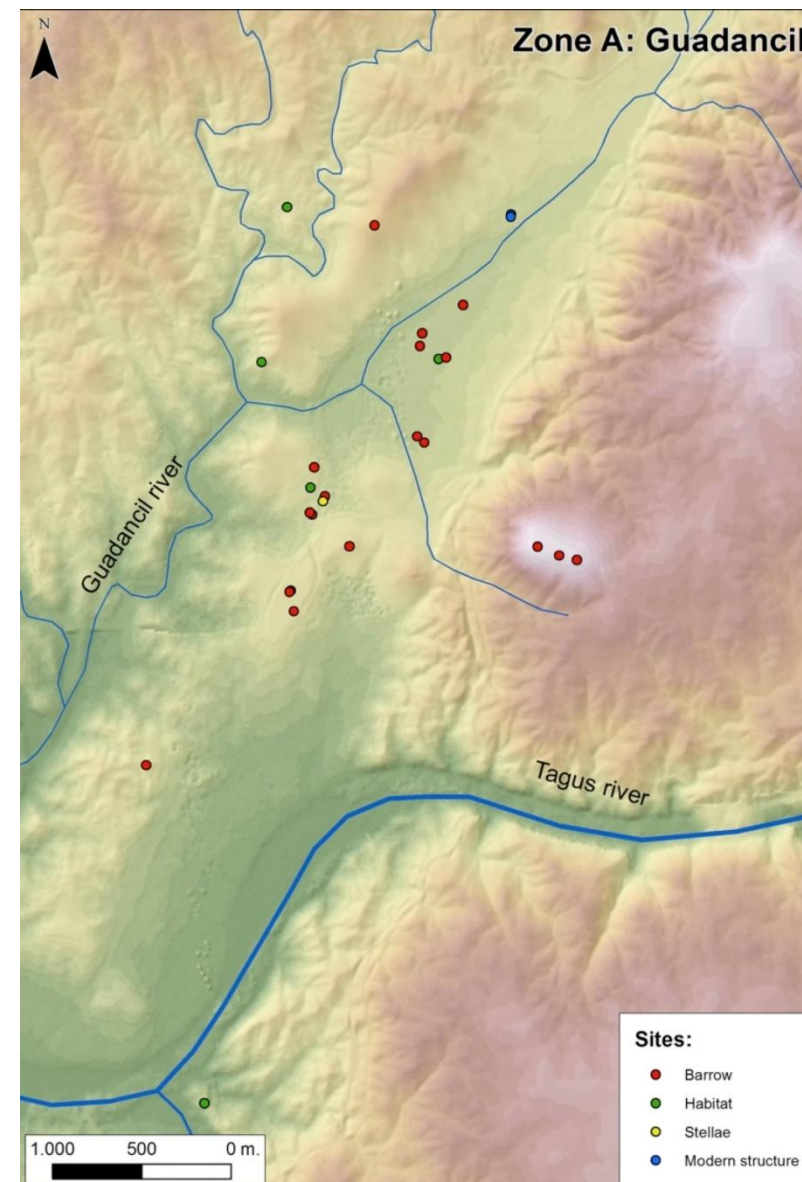 N
Zone A: Guadancil
Guadancil river
Tagus river
Sites:
Barrow
Habitat
Stellae
Modern structure
1.000 500 0 m.